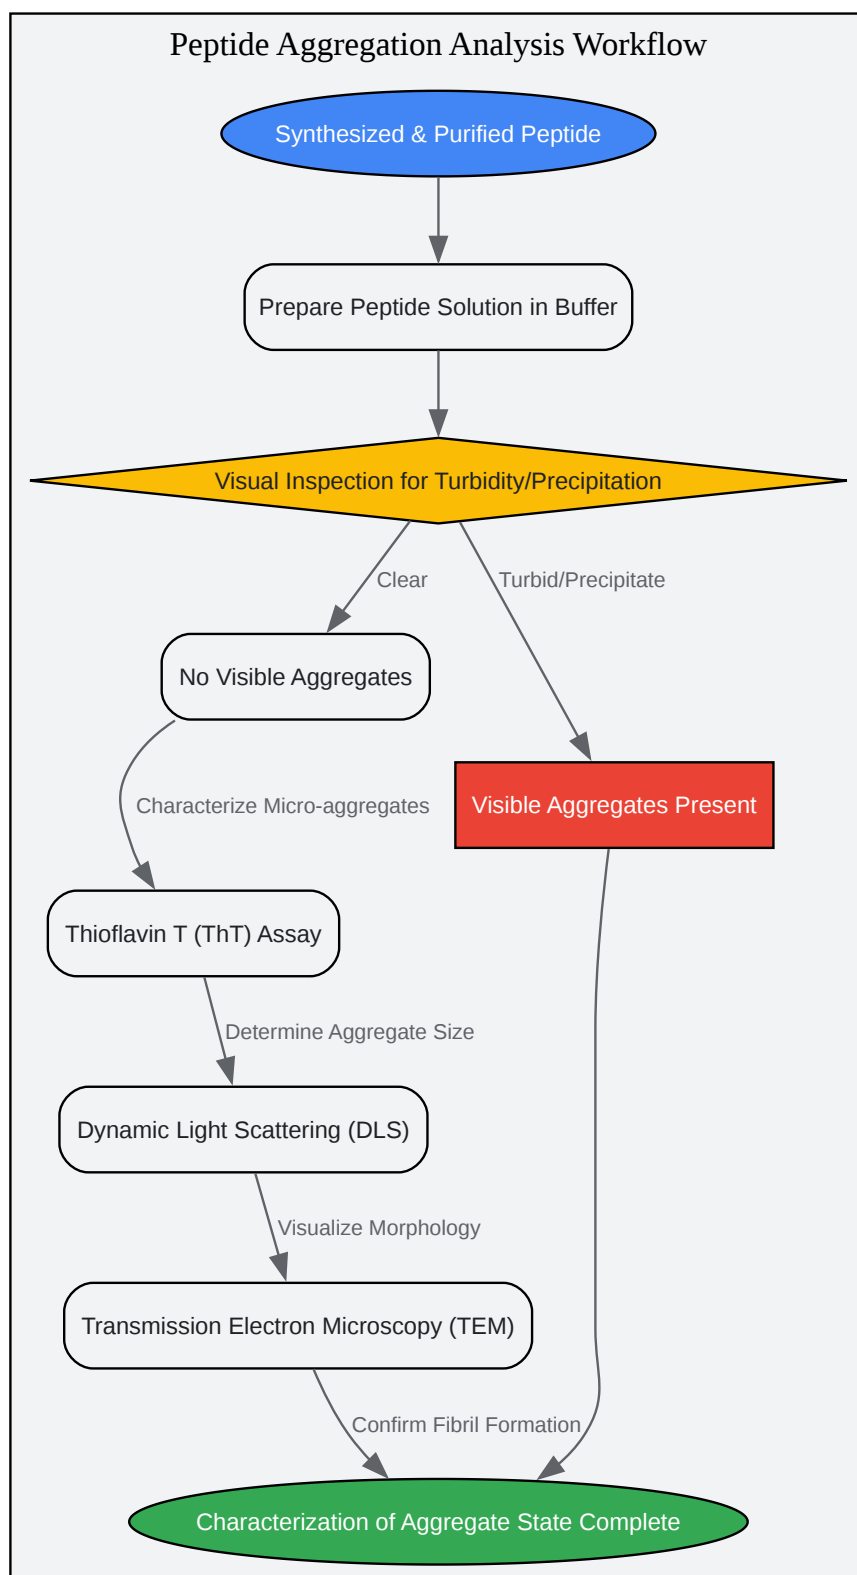 Peptide Aggregation Analysis Workflow
Synthesized & Purified Peptide
Prepare Peptide Solution in Buffer
Visual Inspection for Turbidity/Precipitation
Clear
Turbid/Precipitate
No Visible Aggregates
Visible Aggregates Present
Characterize Micro-aggregates
Thioflavin T (ThT) Assay
Determine Aggregate Size
Dynamic Light Scattering (DLS)
Visualize Morphology
Transmission Electron Microscopy (TEM)
Confirm Fibril Formation
Characterization of Aggregate State Complete